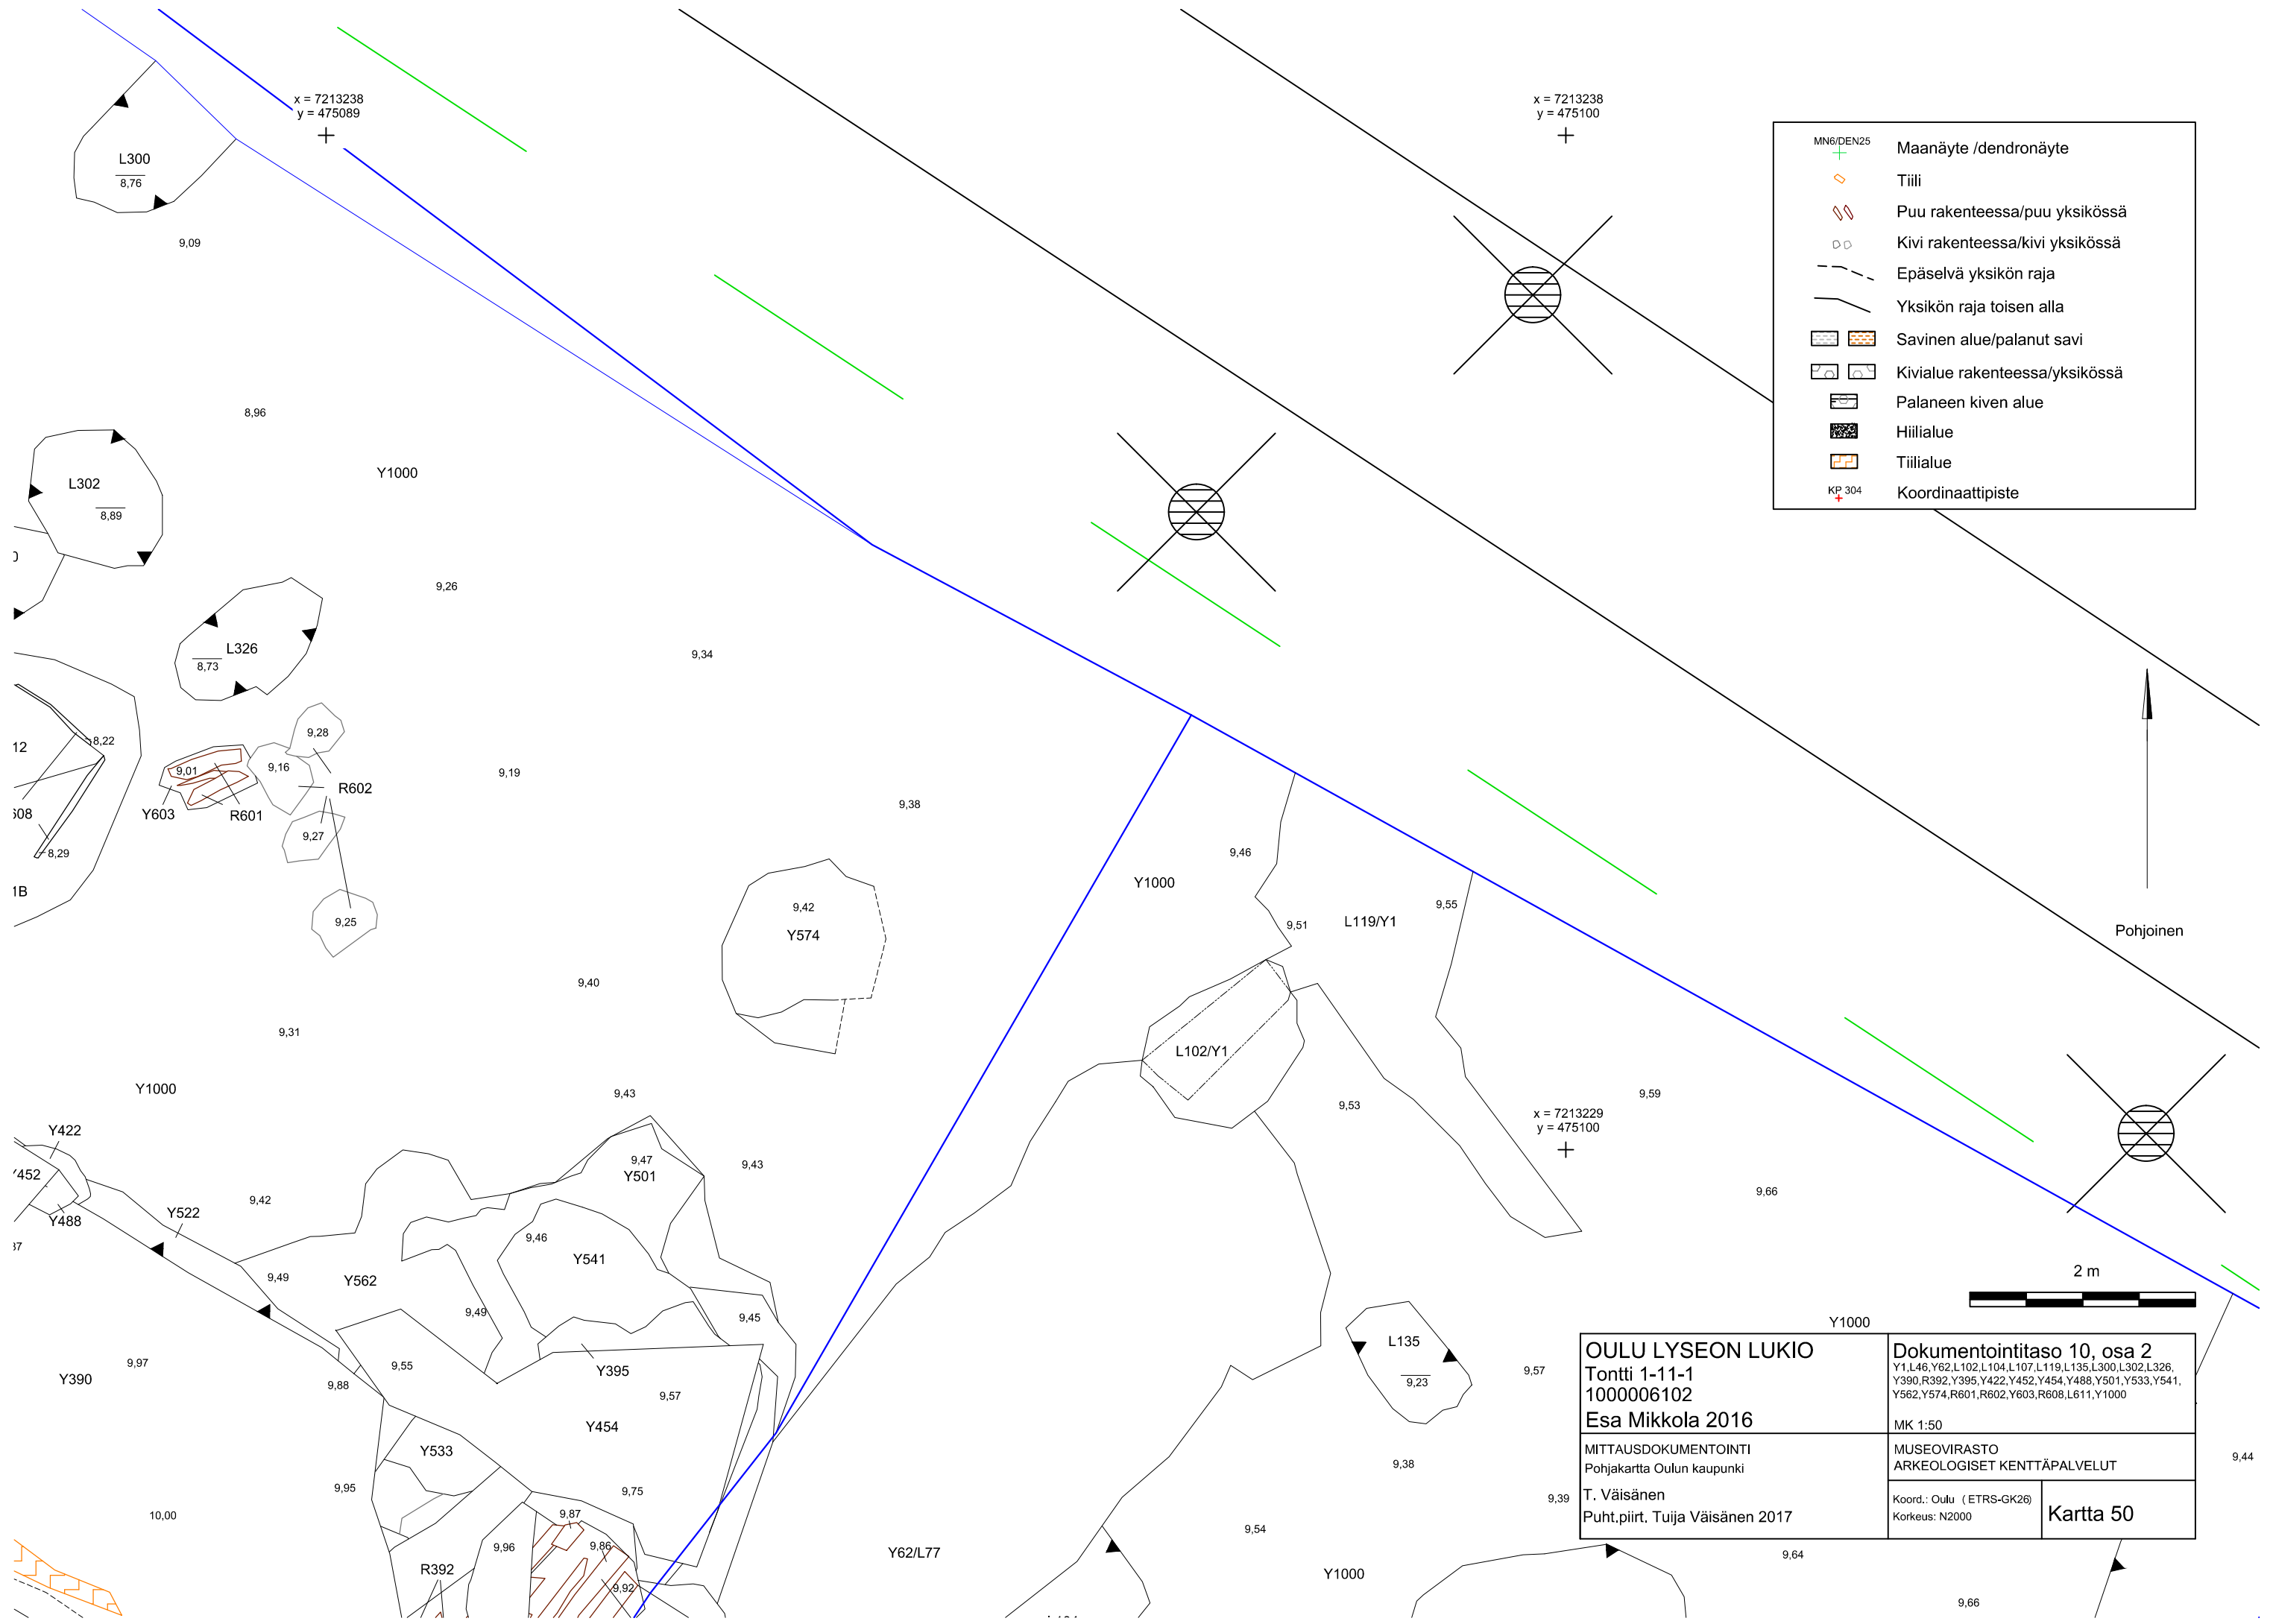 x = 7213238
y = 475089
x = 7213238
y = 475100
L300
8,76
9,09
8,96
L302
8,89
Y1000
9,26
L326
8,73
9,34
12
8,22
9,28
9,01
9,16
9,19
R602
608
Y603
R601
9,27
9,38
8,29
1B
9,25
9,42
Y574
9,46
Y1000
9,51
L119/Y1
9,55
9,40
9,31
L102/Y1
Y1000
9,43
9,53
x = 7213229
y = 475100
9,59
Y422
Y452
Y488
Y522
9,42
9,47
Y501
9,43
9,66
37
9,46
Y541
9,49
Y562
9,49
9,45
L135
9,23
9,57
Y390
9,97
9,55
9,88
Y395
9,57
Y454
Y533
9,95
9,75
9,38
9,39
9,44
10,00
9,87
9,96
9,86
R392
9,92
Y62/L77
9,54
Y1000
9,64
9,66
MN6/DEN25
Maanäyte /dendronäyte
Tiili
Puu rakenteessa/puu yksikössä
Kivi rakenteessa/kivi yksikössä
Epäselvä yksikön raja
Yksikön raja toisen alla
Savinen alue/palanut savi
Kivialue rakenteessa/yksikössä
Palaneen kiven alue
Hiilialue
Tiilialue
KP 304
Koordinaattipiste
Pohjoinen
2 m
Y1000
OULU LYSEON LUKIO
Tontti 1-11-1
1000006102
Esa Mikkola 2016
Dokumentointitaso 10, osa 2
Y1,L46,Y62,L102,L104,L107,L119,L135,L300,L302,L326,
Y390,R392,Y395,Y422,Y452,Y454,Y488,Y501,Y533,Y541,
Y562,Y574,R601,R602,Y603,R608,L611,Y1000
MK 1:50
MITTAUSDOKUMENTOINTI
Pohjakartta Oulun kaupunki
T. Väisänen
Puht.piirt. Tuija Väisänen 2017
MUSEOVIRASTO
ARKEOLOGISET KENTTÄPALVELUT
Koord.: Oulu (ETRS-GK26)
Korkeus: N2000
Kartta 50